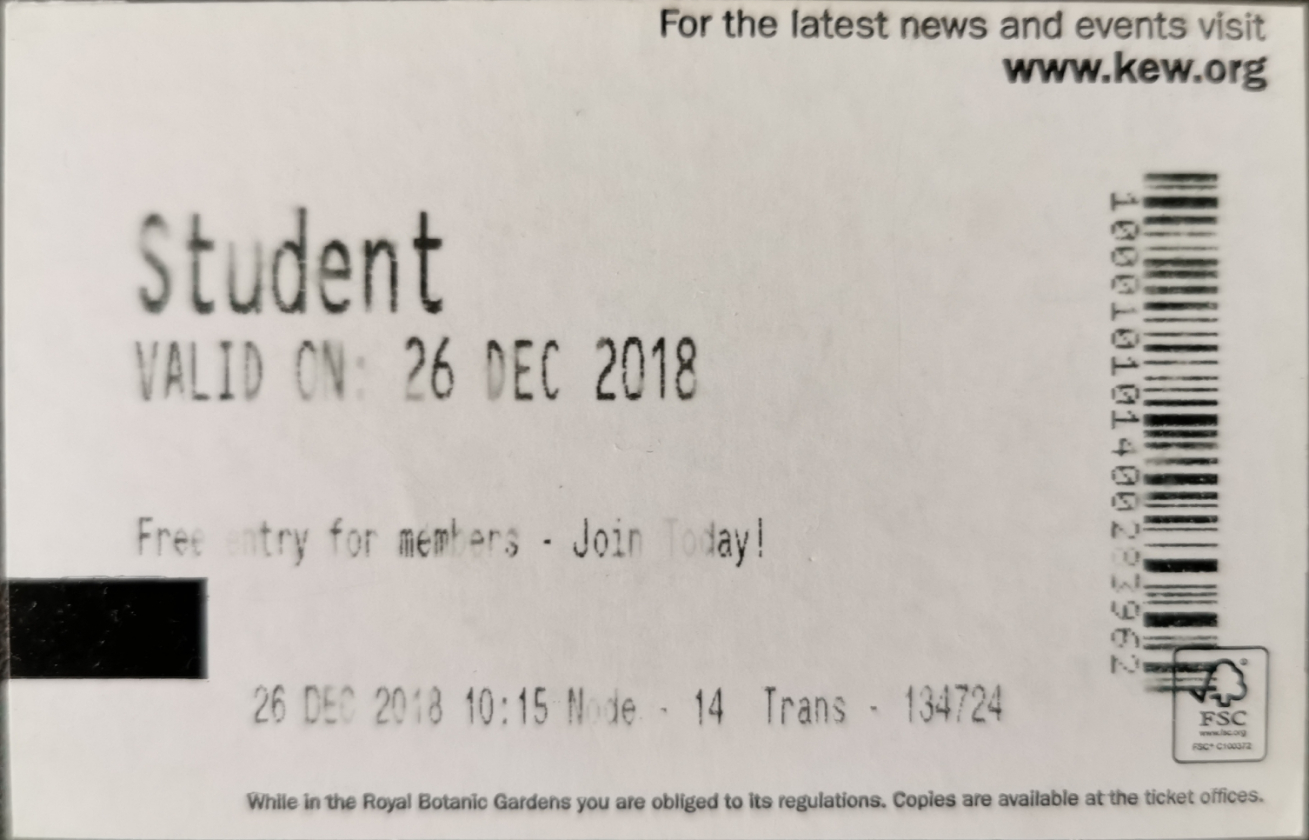 For the latest news and events visit
www.kew.org
Student
VALID ON: 26 DEC 2018
Free entry for members - Join Today!
26 DEC 2018 10:15 Node - 14 Trans - 134724
FSC
www.fsc.org
FSC® C100372
While in the Royal Botanic Gardens you are obliged to its regulations. Copies are available at the ticket offices.